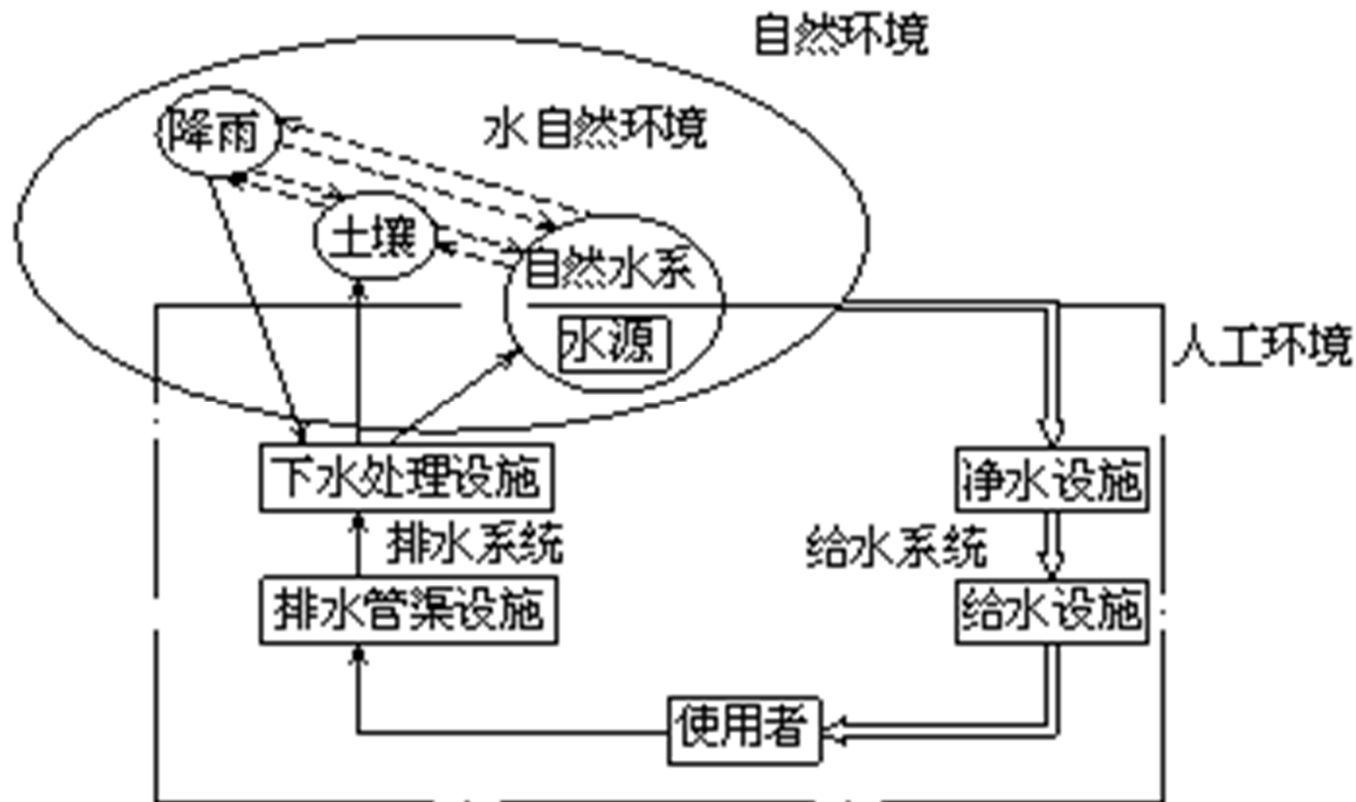 自然环境
降雨
水自然环境
土壤
自然水系
水源
人工环境
下水处理设施
净水设施
排水系统
给水系统
排水管渠设施
给水设施
使用者